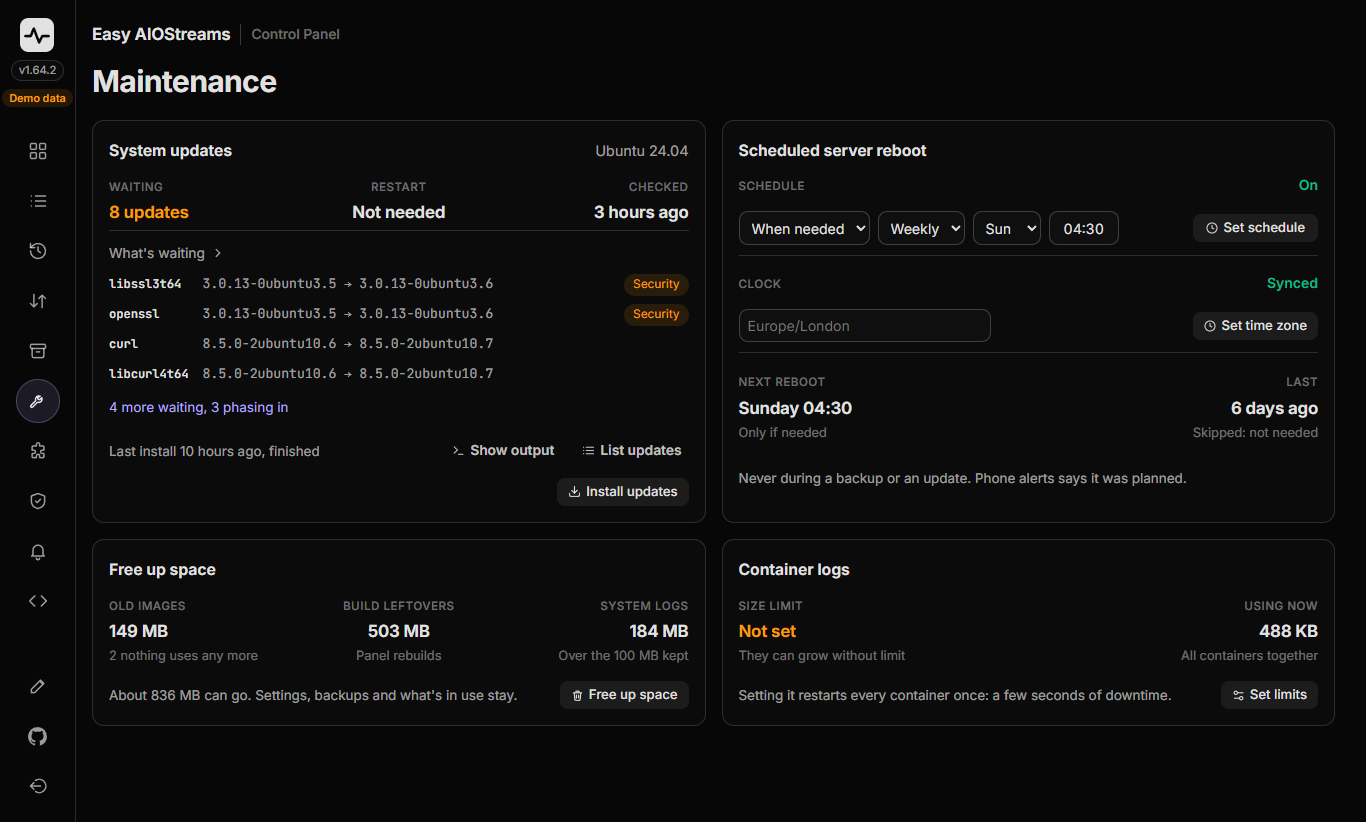 Easy AIOStreams
Control Panel
v1.64.2
Demo data
Maintenance
System updates
Ubuntu 24.04
WAITING
RESTART
CHECKED
8 updates
Not needed
3 hours ago
What's waiting
libssl3t64 3.0.13-0ubuntu3.5 → 3.0.13-0ubuntu3.6 Security
openssl 3.0.13-0ubuntu3.5 → 3.0.13-0ubuntu3.6 Security
curl 8.5.0-2ubuntu10.6 → 8.5.0-2ubuntu10.7
libcurl4t64 8.5.0-2ubuntu10.6 → 8.5.0-2ubuntu10.7
4 more waiting, 3 phasing in
Last install 10 hours ago, finished
Show output
List updates
Install updates
Scheduled server reboot
SCHEDULE
On
When needed
Weekly
Sun
04:30
Set schedule
CLOCK
Synced
Europe/London
Set time zone
NEXT REBOOT
LAST
Sunday 04:30
6 days ago
Only if needed
Skipped: not needed
Never during a backup or an update. Phone alerts says it was planned.
Free up space
OLD IMAGES
BUILD LEFTOVERS
SYSTEM LOGS
149 MB
503 MB
184 MB
2 nothing uses any more
Panel rebuilds
Over the 100 MB kept
About 836 MB can go. Settings, backups and what's in use stay.
Free up space
Container logs
SIZE LIMIT
USING NOW
Not set
488 KB
They can grow without limit
All containers together
Setting it restarts every container once: a few seconds of downtime.
Set limits